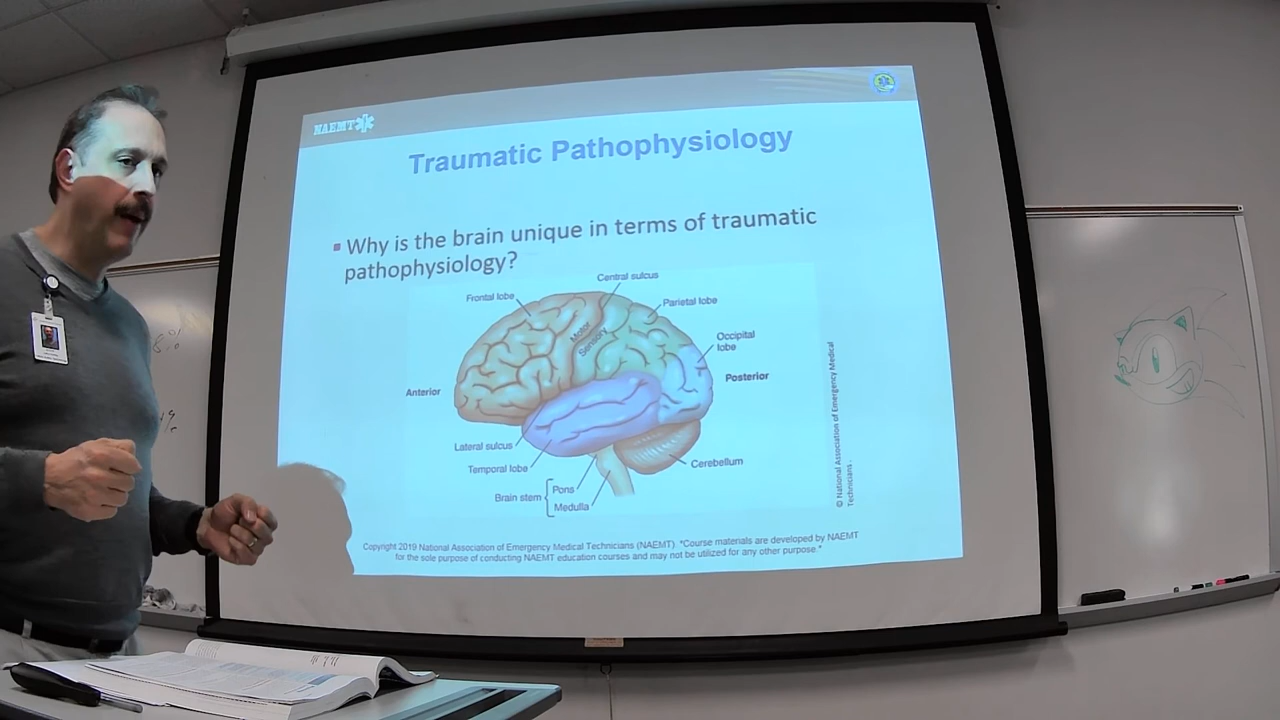 NAEMT
Traumatic Pathophysiology
Why is the brain unique in terms of traumatic
pathophysiology?
Central sulcus
Frontal lobe
Parietal lobe
Motor
Sensory
Occipital
lobe
Anterior
Posterior
Lateral sulcus
Temporal lobe
Cerebellum
Brain stem
Pons
Medulla
© National Association of Emergency Medical
Technicians.
Copyright 2019 National Association of Emergency Medical Technicians (NAEMT). *Course materials are developed by NAEMT
for the sole purpose of conducting NAEMT education courses and may not be utilized for any other purpose.*